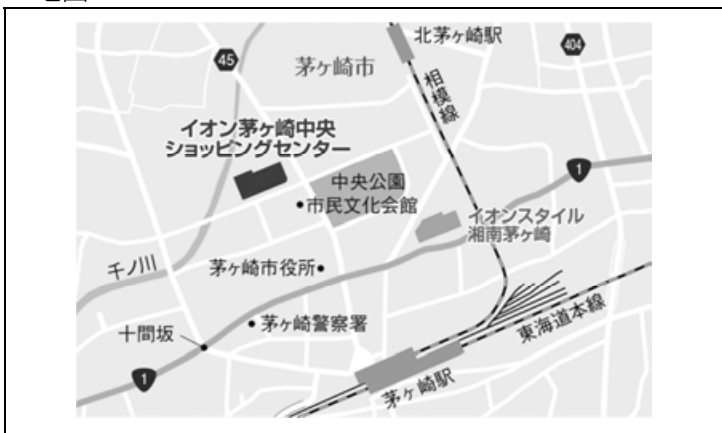 北茅ヶ崎駅
45
404
茅ヶ崎市
相模線
イオン茅ヶ崎中央
ショッピングセンター
1
中央公園
市民文化会館
イオンスタイル
湘南茅ヶ崎
千ノ川
茅ヶ崎市役所
茅ヶ崎警察署
東海道本線
十間坂
1
茅ヶ崎駅